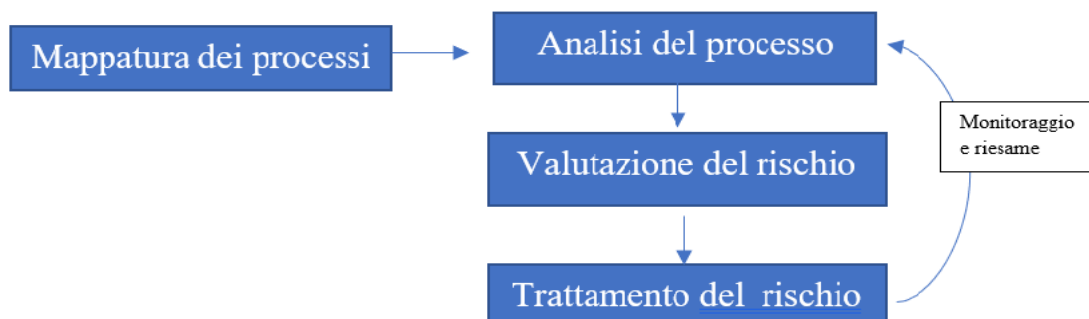 Mappatura dei processi
Analisi del processo
Valutazione del rischio
Monitoraggio
e riesame
Trattamento del  rischio